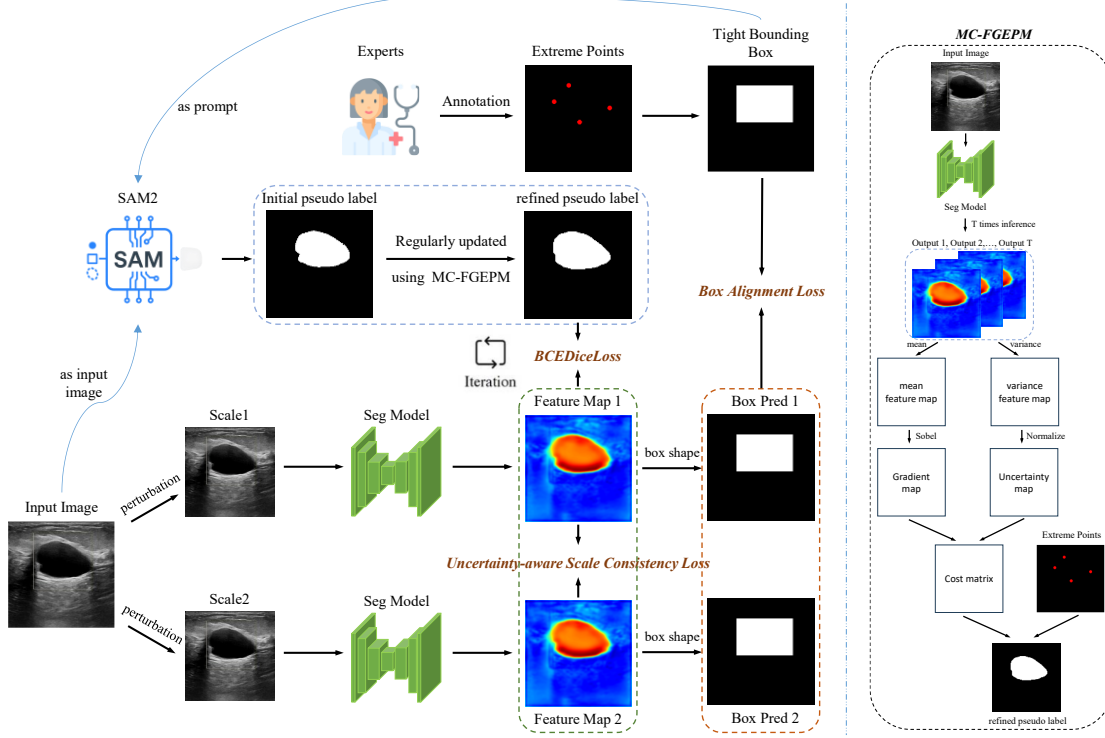 Experts
Extreme Points
Tight Bounding
Box
as prompt
Annotation
SAM2
SAM
Initial pseudo label
refined pseudo label
Regularly updated
using MC-FGEPM
Box Alignment Loss
as input
image
Iteration
BCEDiceLoss
Scale1
Seg Model
Feature Map 1
Box Pred 1
perturbation
box shape
Input Image
Uncertainty-aware Scale Consistency Loss
perturbation
Scale2
Seg Model
box shape
Feature Map 2
Box Pred 2
MC-FGEPM
Input Image
Seg Model
T times inference
Output 1, Output 2,…, Output T
mean
variance
mean
feature map
variance
feature map
Sobel
Normalize
Gradient
map
Uncertainty
map
Extreme Points
Cost matrix
refined pseudo label